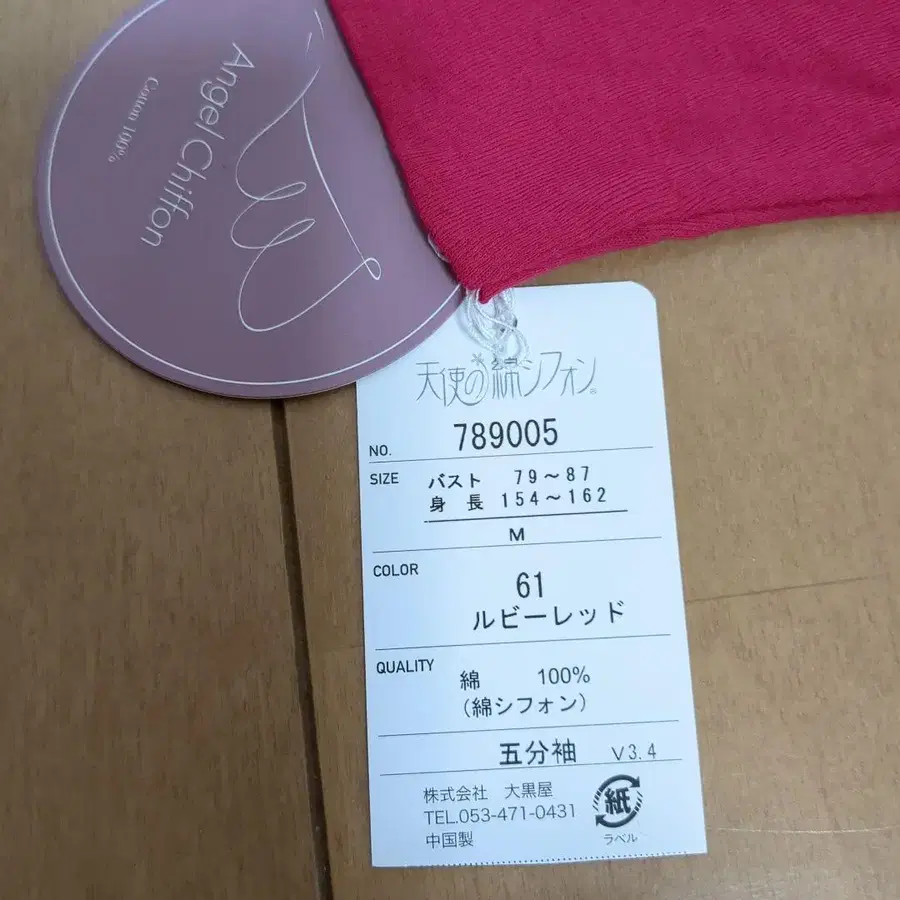 Angel Chiffon
Cotton 100%
天使の綿シフォン®
NO. 789005
SIZE バスト 79～87
身長 154～162
M
COLOR
61
ルビーレッド
QUALITY
綿 100%
（綿シフォン）
五分袖 V3.4
株式会社 大黒屋
TEL.053-471-0431
中国製
紙
ラベル